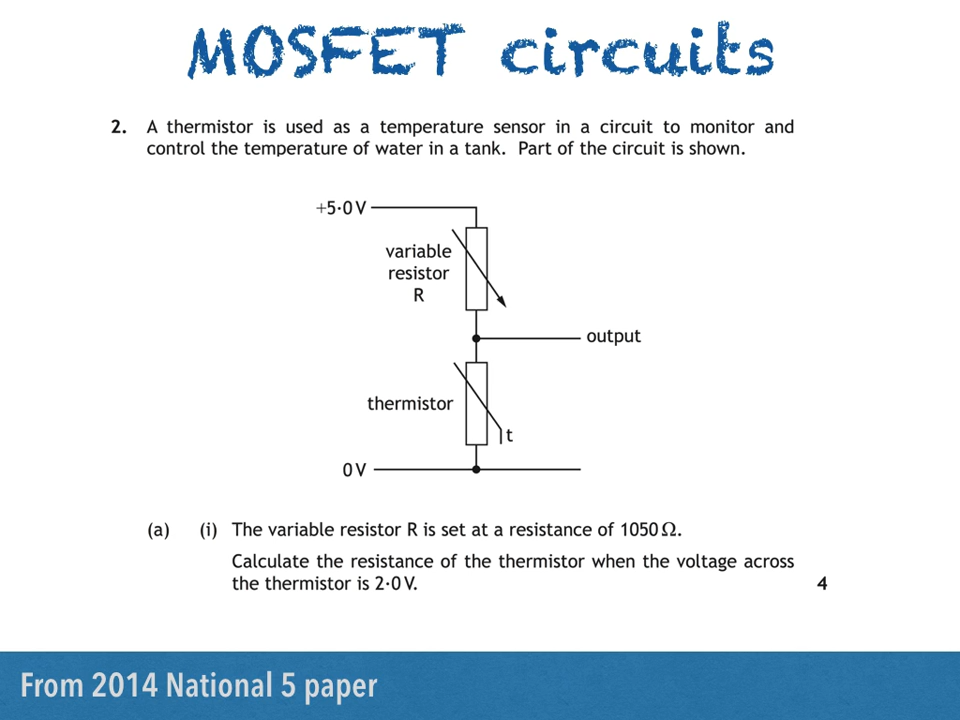 MOSFET circuits
2. A thermistor is used as a temperature sensor in a circuit to monitor and
control the temperature of water in a tank. Part of the circuit is shown.
+5·0 V
variable
resistor
R
output
thermistor
t
0 V
(a) (i) The variable resistor R is set at a resistance of 1050 Ω.
Calculate the resistance of the thermistor when the voltage across
the thermistor is 2·0 V. 4
From 2014 National 5 paper